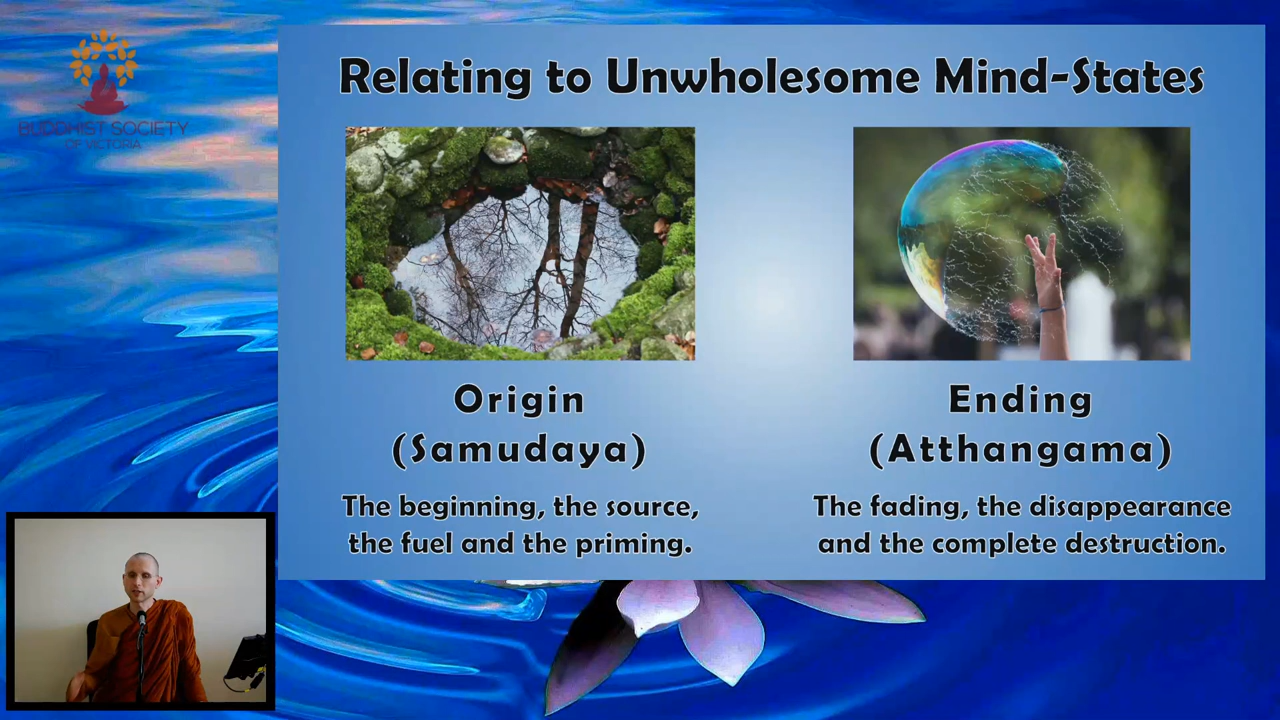 BUDDHIST SOCIETY
OF VICTORIA
Relating to Unwholesome Mind-States
Origin
(Samudaya)
The beginning, the source,
the fuel and the priming.
Ending
(Atthangama)
The fading, the disappearance
and the complete destruction.